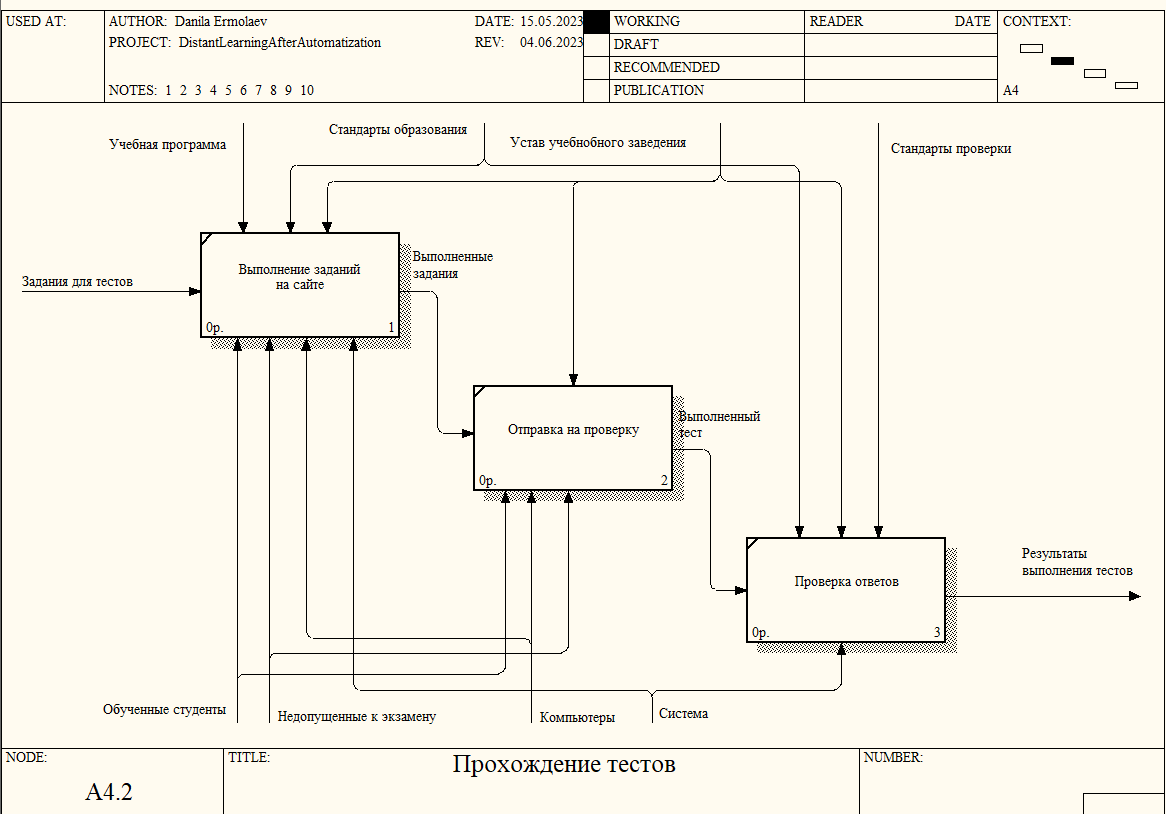 USED AT:
AUTHOR: Danila Ermolaev
DATE: 15.05.2023
PROJECT: DistantLearningAfterAutomatization
REV: 04.06.2023
NOTES: 1 2 3 4 5 6 7 8 9 10
WORKING
DRAFT
RECOMMENDED
PUBLICATION
READER
DATE
CONTEXT:
A4
Учебная программа
Стандарты образования
Устав учебнобного заведения
Стандарты проверки
Задания для тестов
Выполнение заданий
на сайте
0р.
1
Выполненные
задания
Отправка на проверку
0р.
2
Выполненный
тест
Проверка ответов
0р.
3
Результаты
выполнения тестов
Обученные студенты
Недопущенные к экзамену
Компьютеры
Система
NODE:
A4.2
TITLE:
Прохождение тестов
NUMBER: